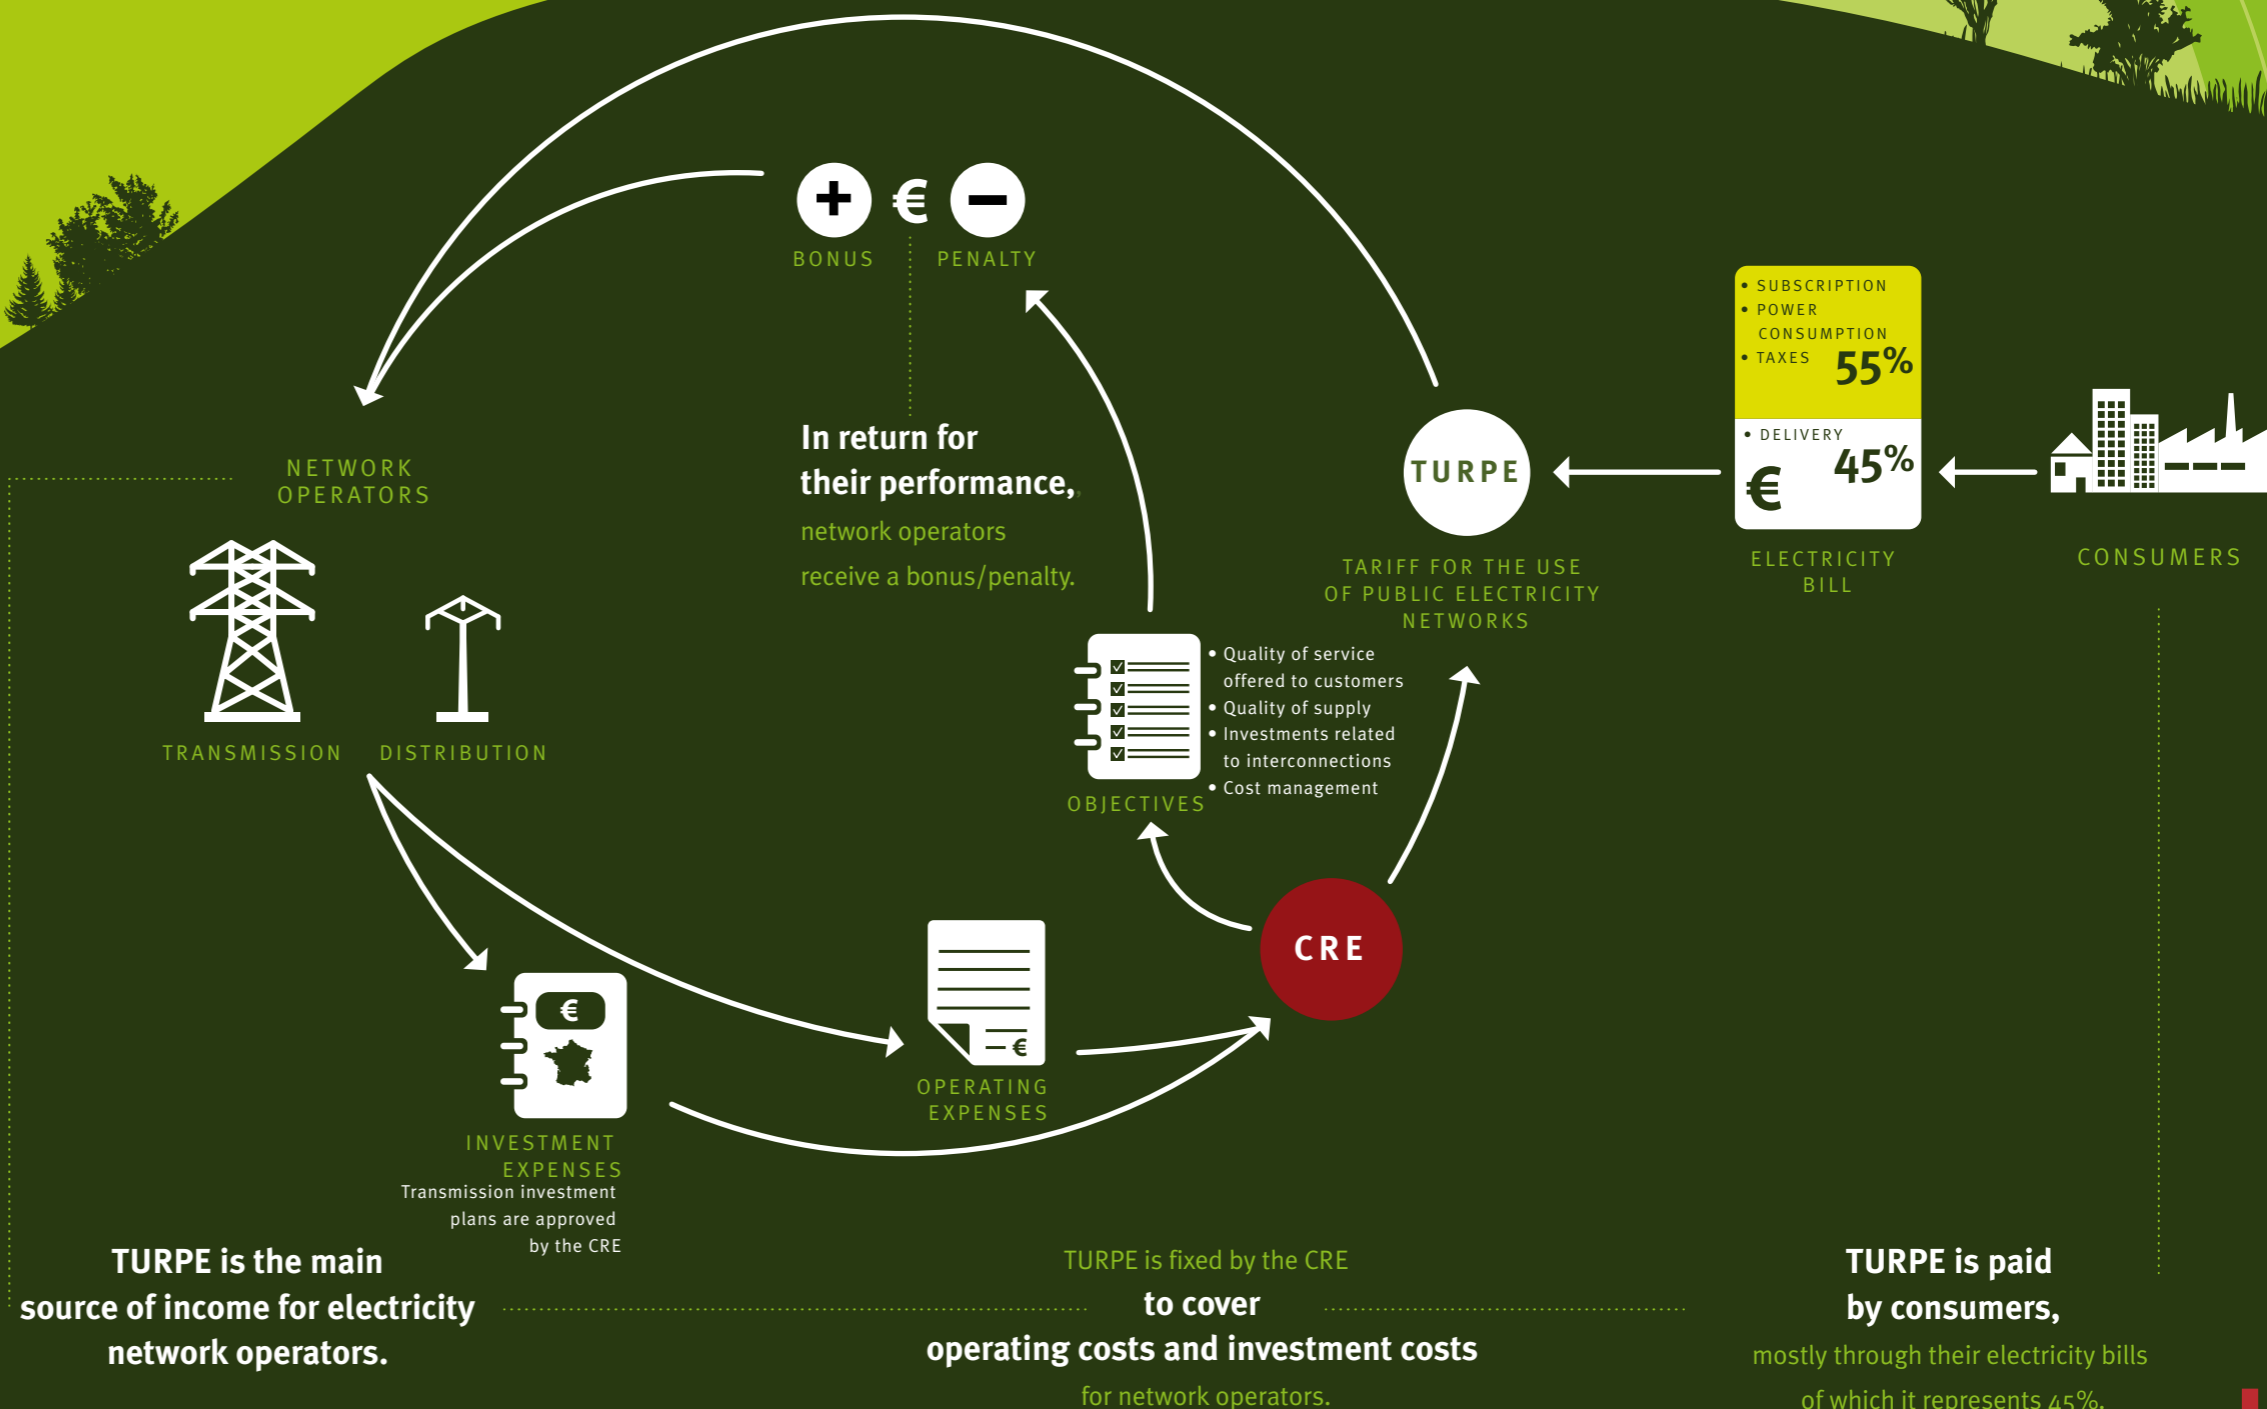 + € −
BONUS
PENALTY
• SUBSCRIPTION
• POWER
CONSUMPTION
• TAXES
55%
• DELIVERY
45%
€
ELECTRICITY
BILL
CONSUMERS
TURPE
TARIFF FOR THE USE
OF PUBLIC ELECTRICITY
NETWORKS
In return for
their performance,,
network operators
receive a bonus/penalty.
NETWORK
OPERATORS
TRANSMISSION
DISTRIBUTION
• Quality of service
offered to customers
• Quality of supply
• Investments related
to interconnections
• Cost management
OBJECTIVES
CRE
€
— €
OPERATING
EXPENSES
INVESTMENT
EXPENSES
Transmission investment
plans are approved
by the CRE
TURPE is the main
source of income for electricity
network operators.
TURPE is fixed by the CRE
to cover
operating costs and investment costs
for network operators.
TURPE is paid
by consumers,
mostly through their electricity bills
of which it represents 45%.